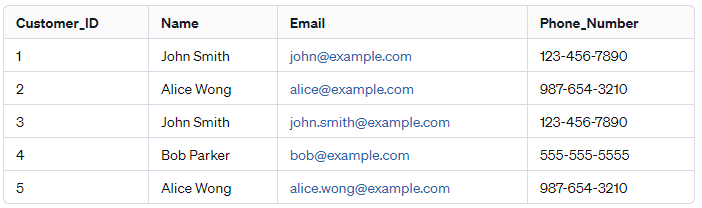 Customer_ID Name Email Phone_Number
1 John Smith john@example.com 123-456-7890
2 Alice Wong alice@example.com 987-654-3210
3 John Smith john.smith@example.com 123-456-7890
4 Bob Parker bob@example.com 555-555-5555
5 Alice Wong alice.wong@example.com 987-654-3210